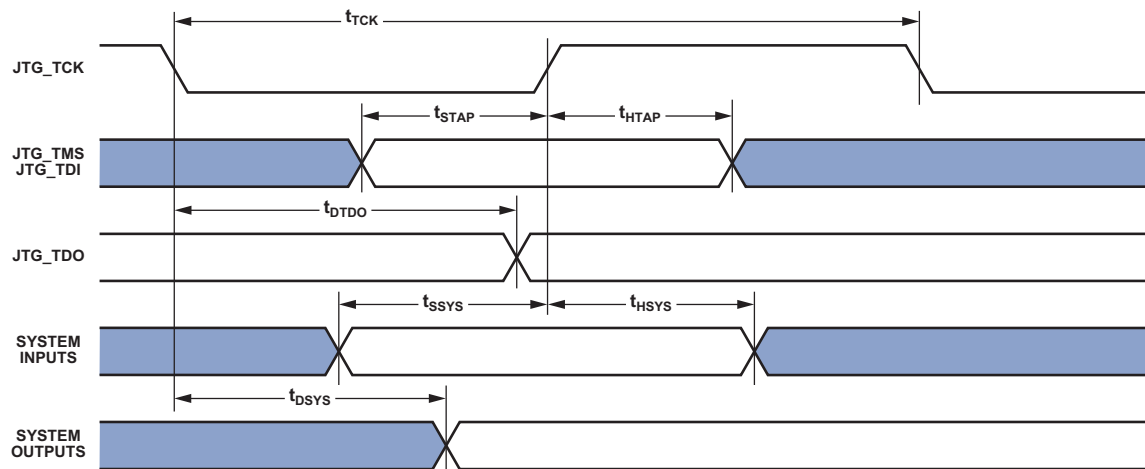 tTCK
JTG_TCK
tSTAP
tHTAP
JTG_TMS
JTG_TDI
tDTDO
JTG_TDO
tSSYS
tHSYS
SYSTEM
INPUTS
tDSYS
SYSTEM
OUTPUTS